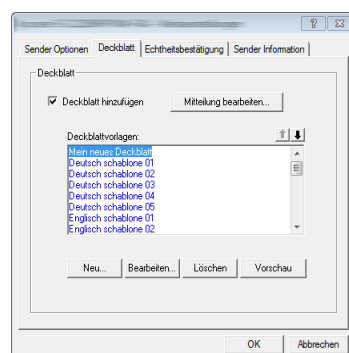 Sender Optionen Deckblatt Echtheitsbestätigung Sender Information
Deckblatt
Deckblatt hinzufügen Mitteilung bearbeiten...
Deckblattvorlagen:
Mein neues Deckblatt
Deutsch schablone 01
Deutsch schablone 02
Deutsch schablone 03
Deutsch schablone 04
Deutsch schablone 05
Englisch schablone 01
Englisch schablone 02
Neu... Bearbeiten... Löschen Vorschau
OK Abbrechen